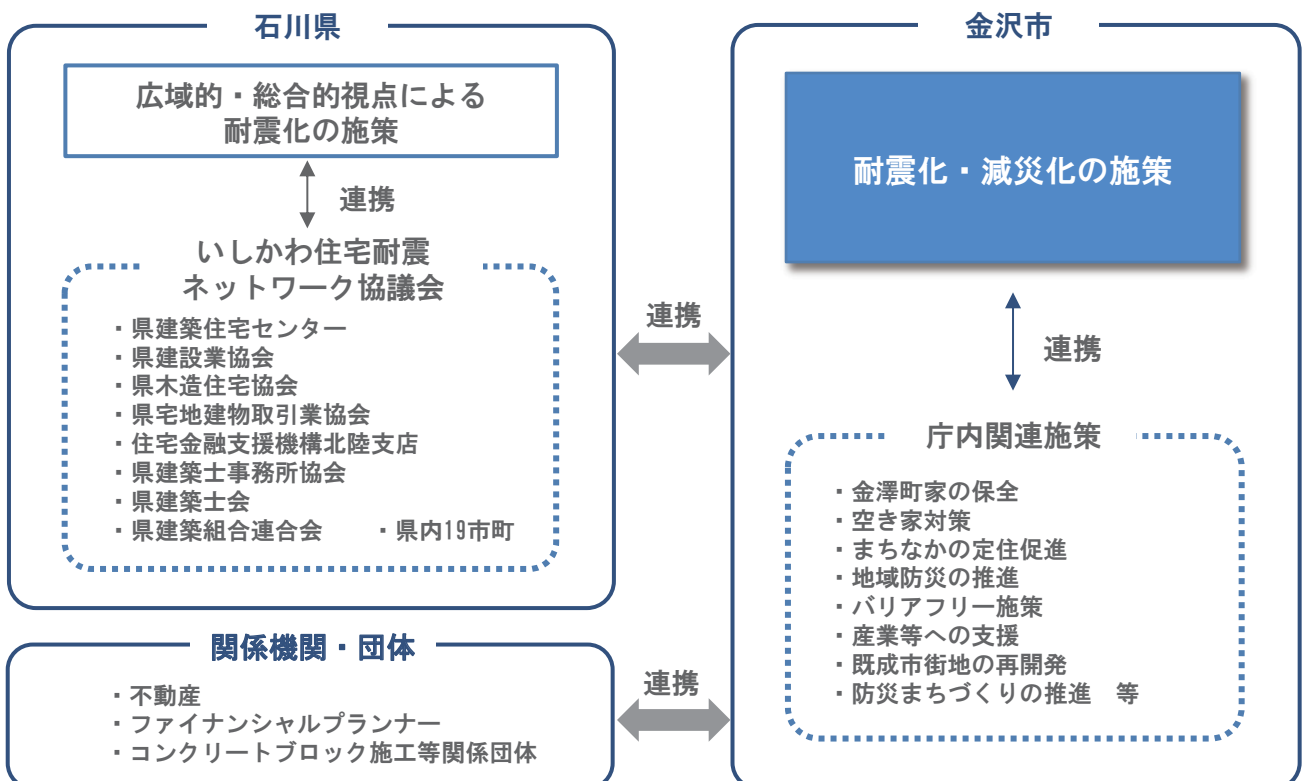 石川県
広域的・総合的視点による
耐震化の施策
連携
いしかわ住宅耐震
ネットワーク協議会
・県建築住宅センター
・県建設業協会
・県木造住宅協会
・県宅地建物取引業協会
・住宅金融支援機構北陸支店
・県建築士事務所協会
・県建築士会
・県建築組合連合会　・県内19市町
連携
関係機関・団体
・不動産
・ファイナンシャルプランナー
・コンクリートブロック施工等関係団体
連携
金沢市
耐震化・減災化の施策
連携
庁内関連施策
・金澤町家の保全
・空き家対策
・まちなかの定住促進
・地域防災の推進
・バリアフリー施策
・産業等への支援
・既成市街地の再開発
・防災まちづくりの推進　等